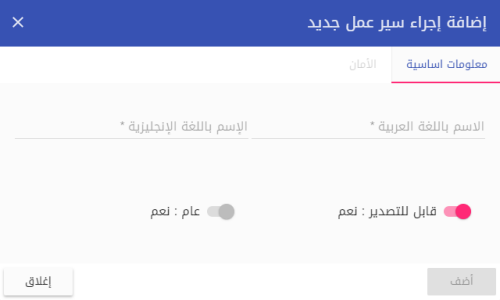 إضافة إجراء سير عمل جديد
معلومات اساسية
الأمان
الاسم باللغة العربية *
الإسم باللغة الإنجليزية *
قابل للتصدير : نعم
عام : نعم
أضف
إغلاق